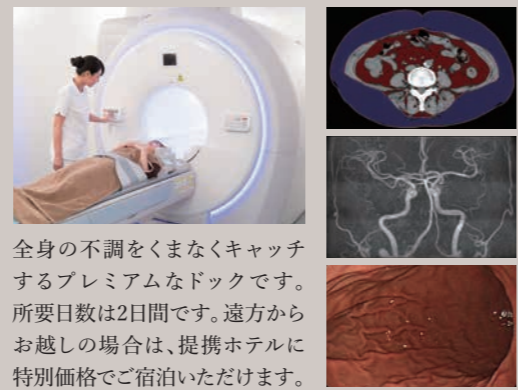 全身の不調をくまなくキャッチ
するプレミアムなドックです。
所要日数は2日間です。遠方から
お越しの場合は、提携ホテルに
特別価格でご宿泊いただけます。